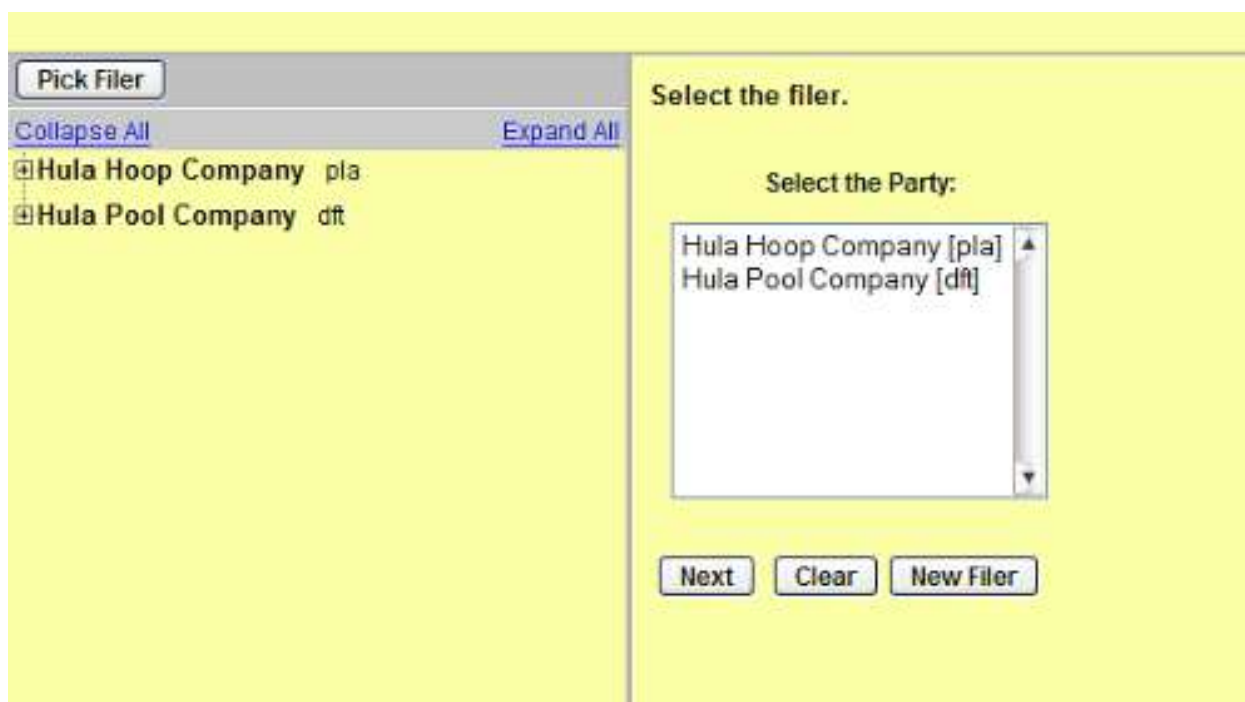 Pick Filer
Collapse All Expand All
Hula Hoop Company pla
Hula Pool Company dft
Select the filer.
Select the Party:
Hula Hoop Company [pla]
Hula Pool Company [dft]
Next Clear New Filer